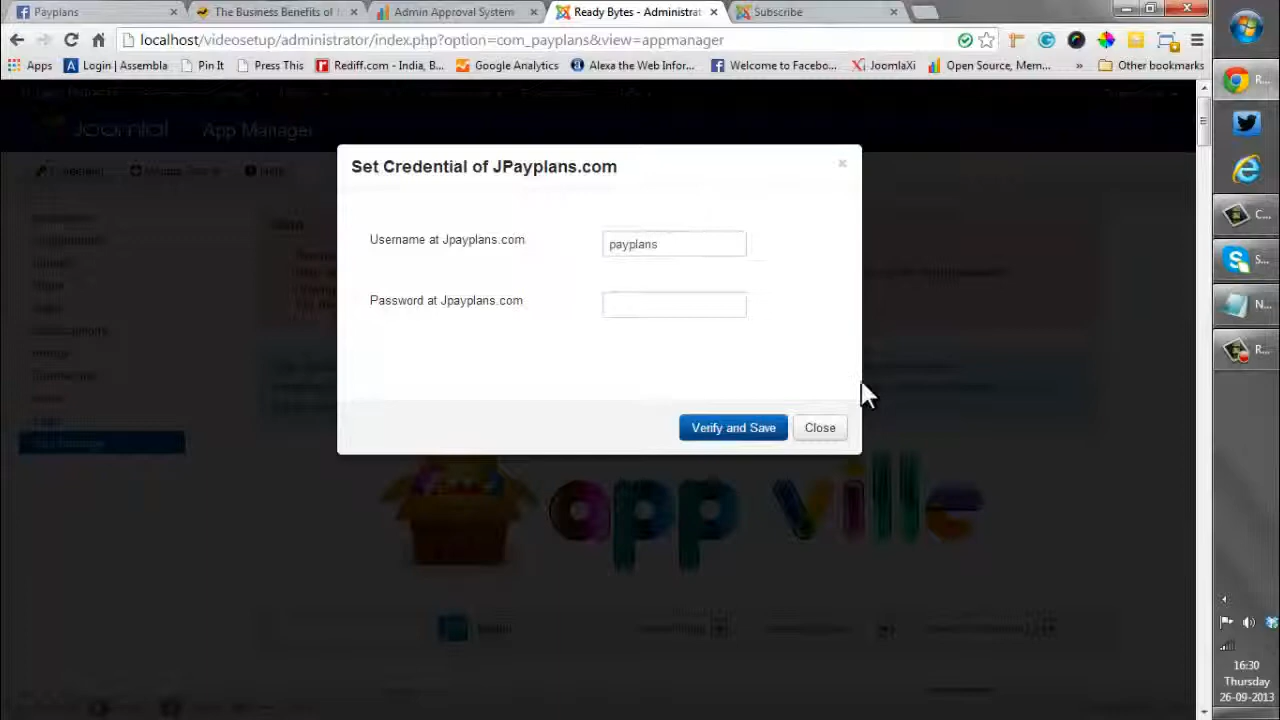 Payplans
The Business Benefits of
Admin Approval System
Ready Bytes - Administrat
Subscribe
localhost/videosetup/administrator/index.php?option=com_payplans&view=appmanager
Apps
Login | Assembla
Pin It
Press This
Rediff.com - India, B...
Google Analytics
Alexa the Web Infor...
Welcome to Facebo...
JoomlaXi
Open Source, Mem...
»
Other bookmarks
Joomla!
App Manager
Set Credential of JPayplans.com
×
Username at Jpayplans.com
payplans
Password at Jpayplans.com
Verify and Save
Close
app ville
R...
C...
S...
N...
R...
16:30
Thursday
26-09-2013